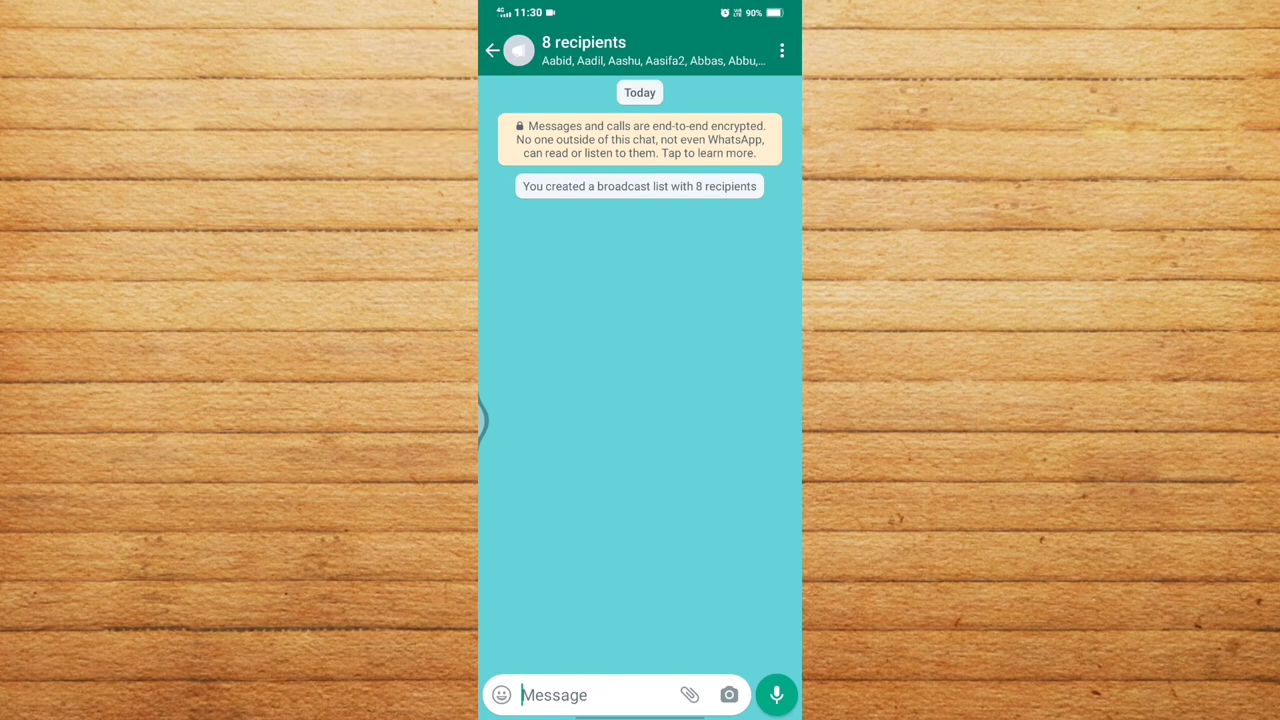 4G 11:30 90%
8 recipients
Aabid, Aadil, Aashu, Aasifa2, Abbas, Abbu,...
Today
Messages and calls are end-to-end encrypted.
No one outside of this chat, not even WhatsApp,
can read or listen to them. Tap to learn more.
You created a broadcast list with 8 recipients
Message